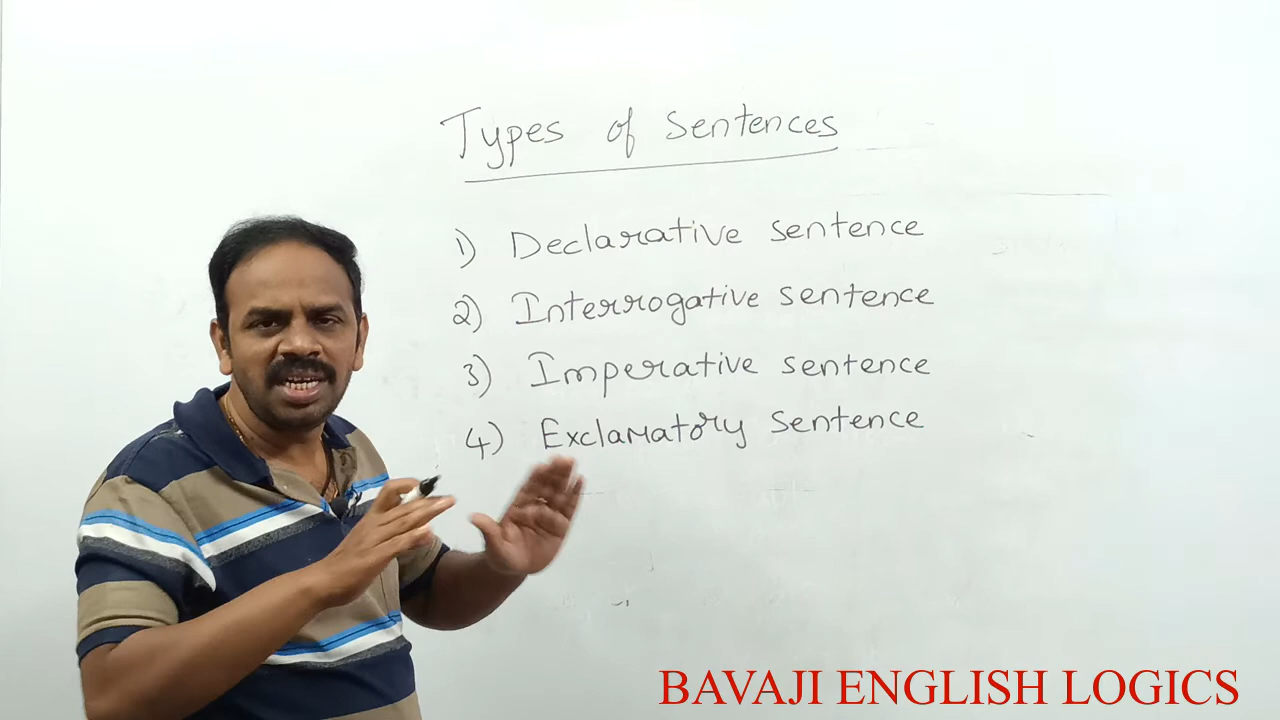 Types of Sentences
1) Declarative sentence
2) Interrogative sentence
3) Imperative sentence
4) Exclamatory sentence
BAVAJI ENGLISH LOGICS